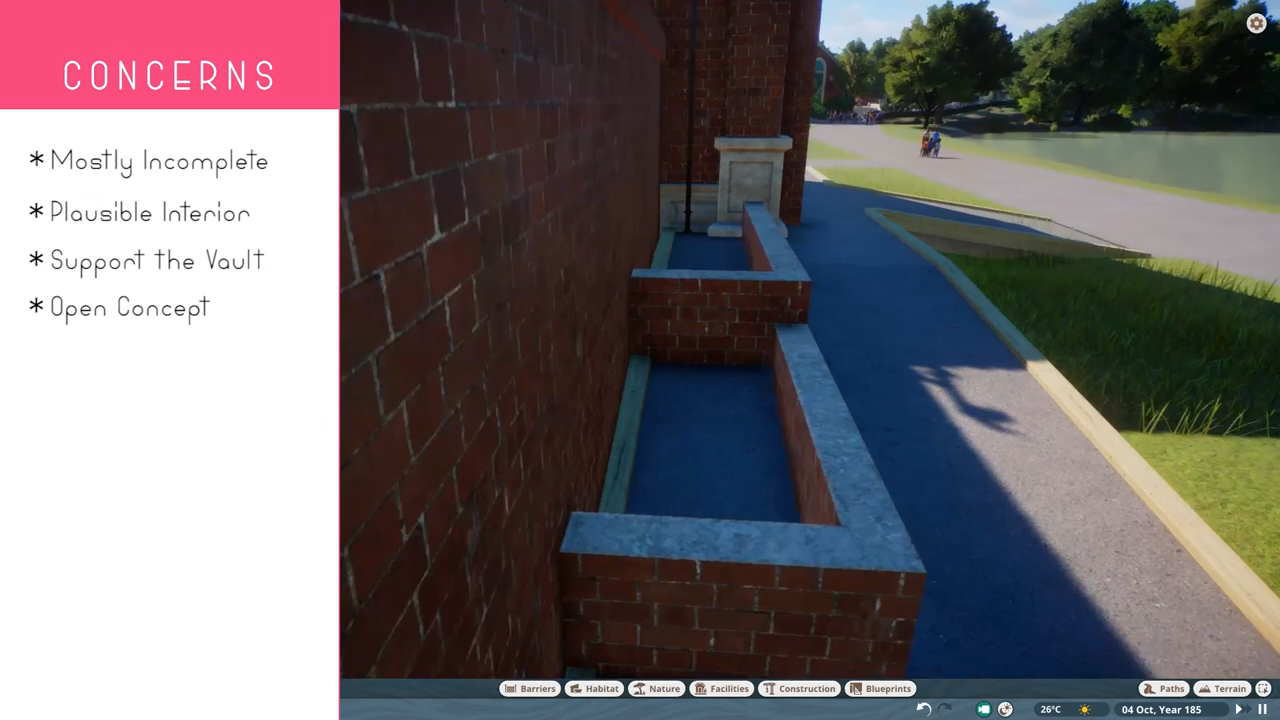 CONCERNS
* Mostly Incomplete
* Plausible Interior
* Support the Vault
* Open Concept
Barriers
Habitat
Nature
Facilities
Construction
Blueprints
Paths
Terrain
26°C
04 Oct, Year 185